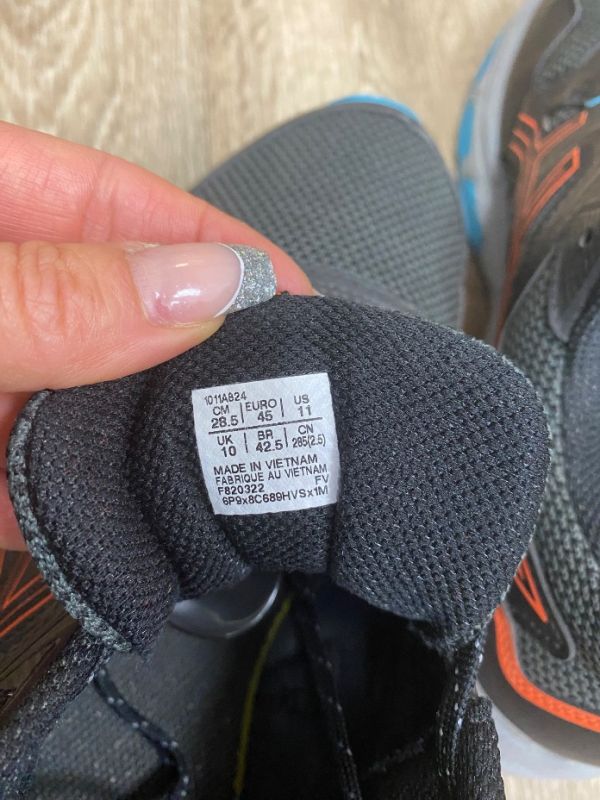 1011A824
CM EURO US
28.5 45 11
UK BR CN
10 42.5 285(2.5)
MADE IN VIETNAM
FABRIQUE AU VIETNAM
F820322 FV
6P9x8C689HVSx1M